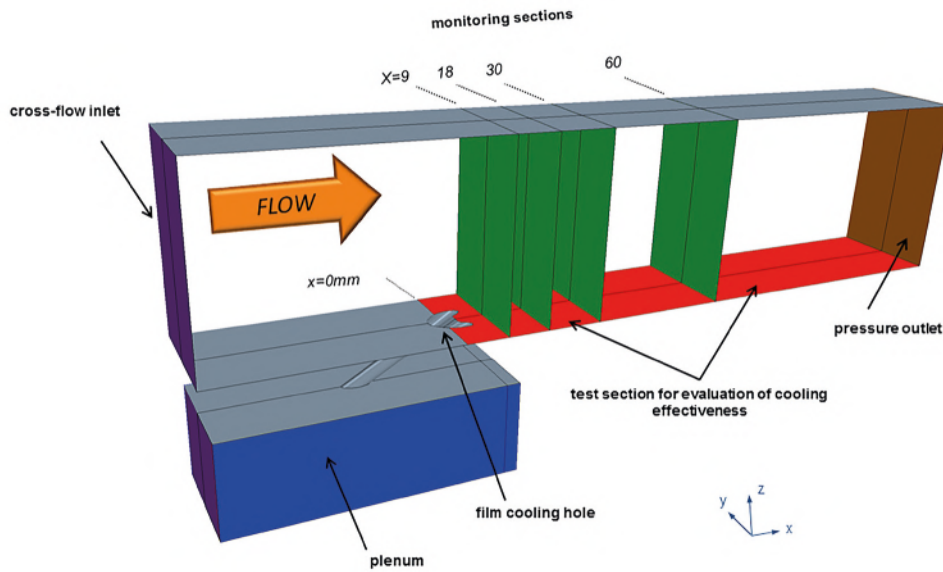 monitoring sections
X=9
18
30
60
cross-flow inlet
FLOW
x=0mm
pressure outlet
test section for evaluation of cooling
effectiveness
film cooling hole
plenum
z
y
x